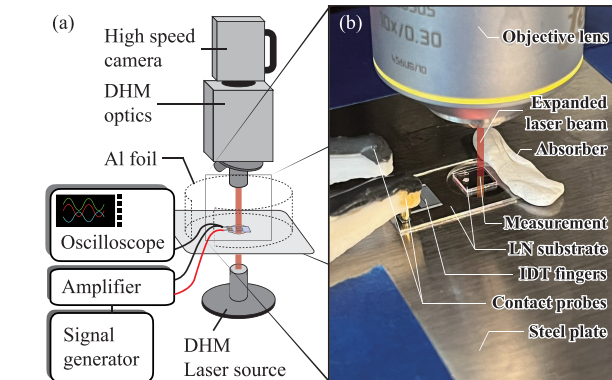 (a)
High speed
camera
DHM
optics
Al foil
Oscilloscope
Amplifier
Signal
generator
DHM
Laser source
(b)
10x/0.30
Objective lens
Expanded
laser beam
Absorber
Measurement
LN substrate
IDT fingers
Contact probes
Steel plate